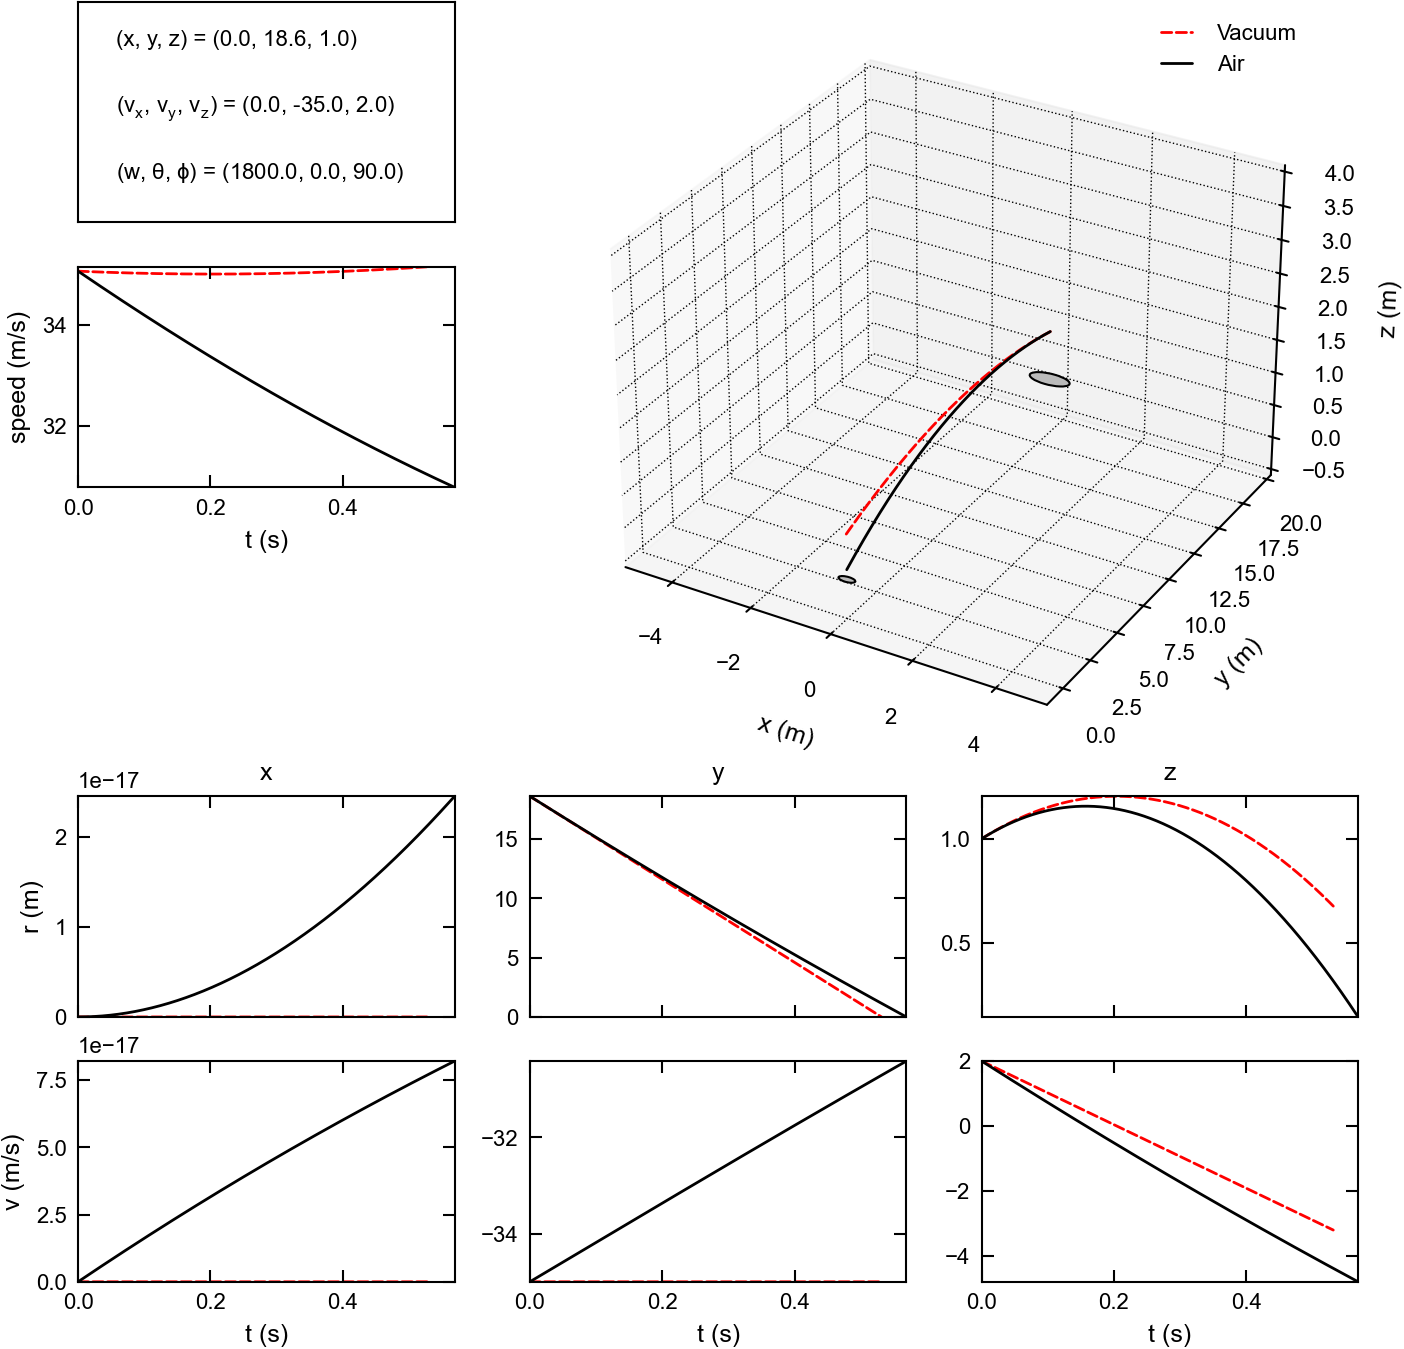 (x, y, z) = (0.0, 18.6, 1.0)
(vx, vy, vz) = (0.0, -35.0, 2.0)
(w, θ, ϕ) = (1800.0, 0.0, 90.0)
Vacuum
Air
speed (m/s)
34
32
0.0 0.2 0.4
t (s)
4.0
3.5
3.0
2.5
2.0
1.5
1.0
0.5
0.0
−0.5
z (m)
20.0
17.5
15.0
12.5
10.0
7.5
5.0
2.5
0.0
y (m)
−4
−2
0
2
4
x (m)
x
1e−17
r (m)
2
1
0
y
15
10
5
0
z
1.0
0.5
1e−17
v (m/s)
7.5
5.0
2.5
0.0
0.0 0.2 0.4
t (s)
−32
−34
0.0 0.2 0.4
t (s)
2
0
−2
−4
0.0 0.2 0.4
t (s)